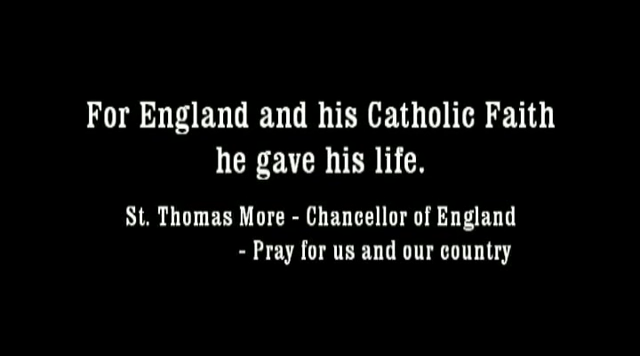 For England and his Catholic Faith
he gave his life.
St. Thomas More - Chancellor of England
- Pray for us and our country